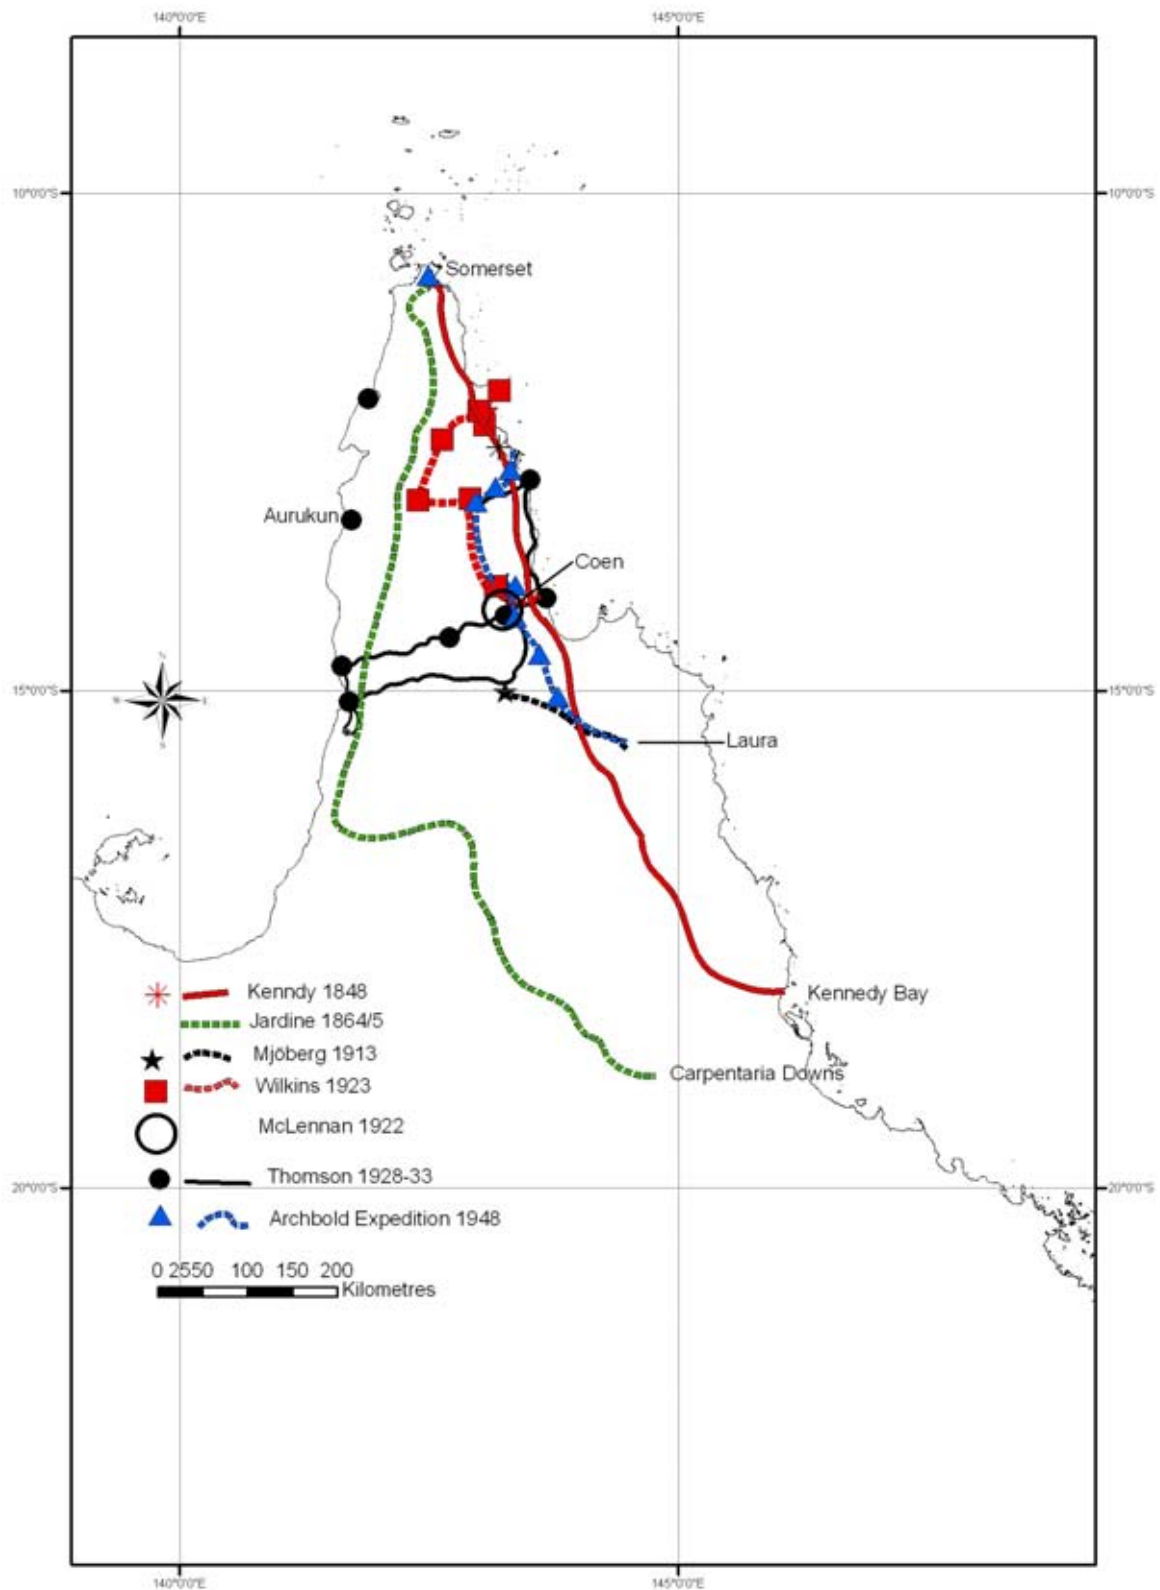 140°0'0"E 145°0'0"E
10°0'0"S 10°0'0"S
Somerset
Aurukun
Coen
N
W E
S
15°0'0"S 15°0'0"S
Laura
Kenndy 1848
Kennedy Bay
Jardine 1864/5
Mjöberg 1913
Carpentaria Downs
Wilkins 1923
McLennan 1922
Thomson 1928-33
20°0'0"S 20°0'0"S
Archbold Expedition 1948
0 2550 100 150 200
Kilometres
140°0'0"E 145°0'0"E